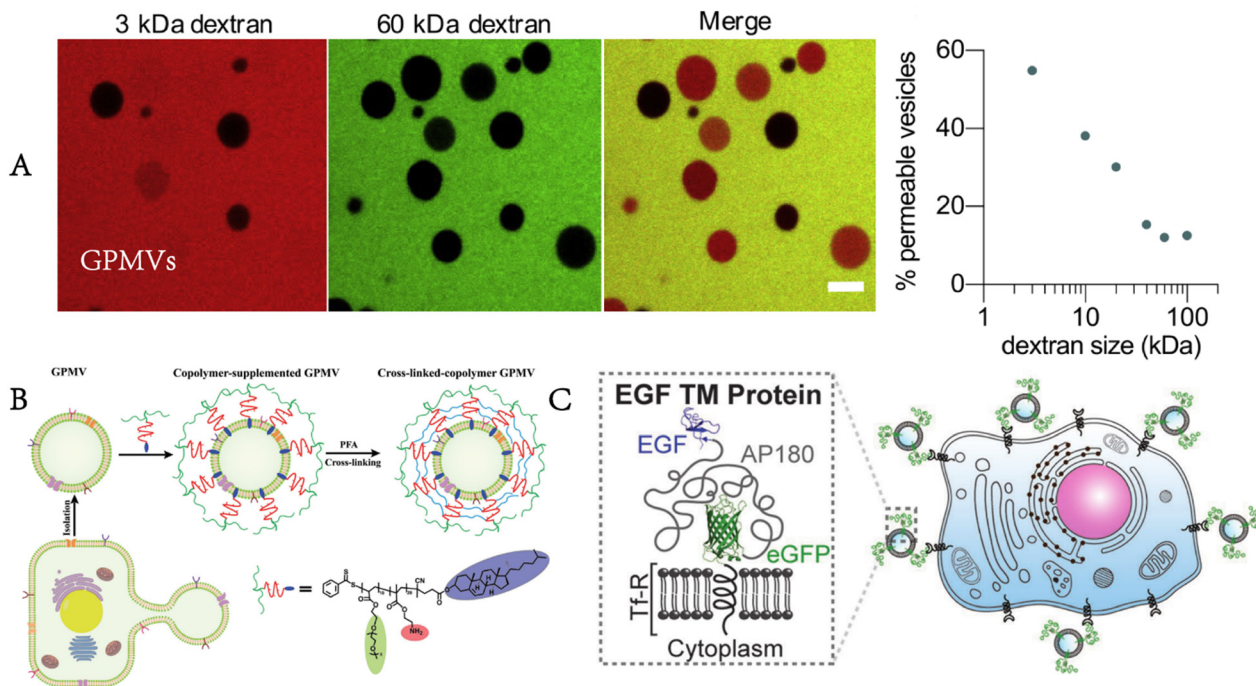 3 kDa dextran
60 kDa dextran
Merge
A
GPMVs
% permeable vesicles
60
40
20
0
1
10
100
dextran size (kDa)
B
GPMV
Copolymer-supplemented GPMV
Cross-linked-copolymer GPMV
PFA
Cross-linking
Isolation
S
S
CN
O
O
O
O
O
O
NH₂
H
H
H
C
EGF TM Protein
EGF
AP180
eGFP
Tf-R
Cytoplasm